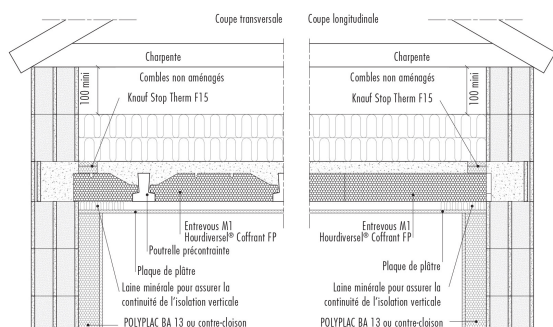 Coupe transversale
Coupe longitudinale
Charpente
Charpente
100 mini
Combles non aménagés
Knauf Stop Therm F15
Combles non aménagés
Knauf Stop Therm F15
100 mini
Entrevous M1
Hourdiversel® Coffrant FP
Poutrelle précontrainte
Plaque de plâtre
Laine minérale pour assurer la
continuité de l'isolation verticale
POLYPLAC BA 13 ou contre-cloison
Entrevous M1
Hourdiversel® Coffrant FP
Plaque de plâtre
Laine minérale pour assurer la
continuité de l'isolation verticale
POLYPLAC BA 13 ou contre-cloison